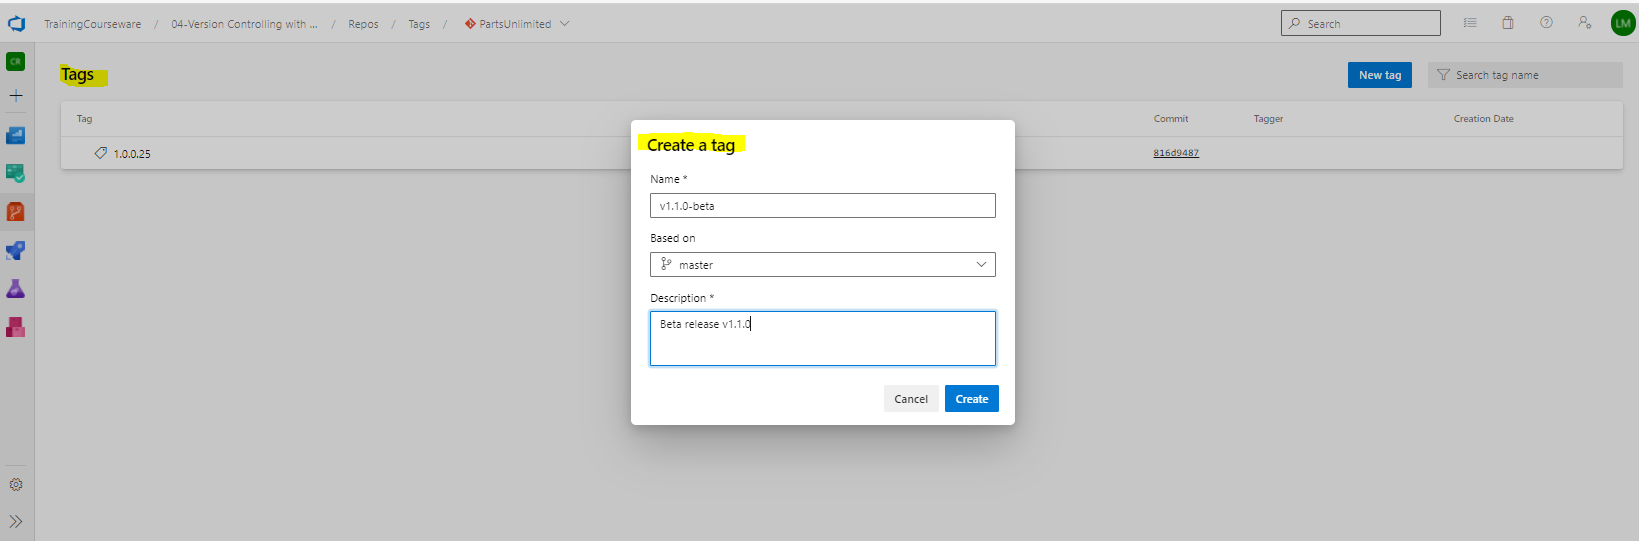 TrainingCourseware / 04-Version Controlling with ... / Repos / Tags / PartsUnlimited
Search
LM
CR
Tags
New tag
Search tag name
Tag
Commit
Tagger
Creation Date
1.0.0.25
816d9487
Create a tag
Name *
v1.1.0-beta
Based on
master
Description *
Beta release v1.1.0
Cancel
Create